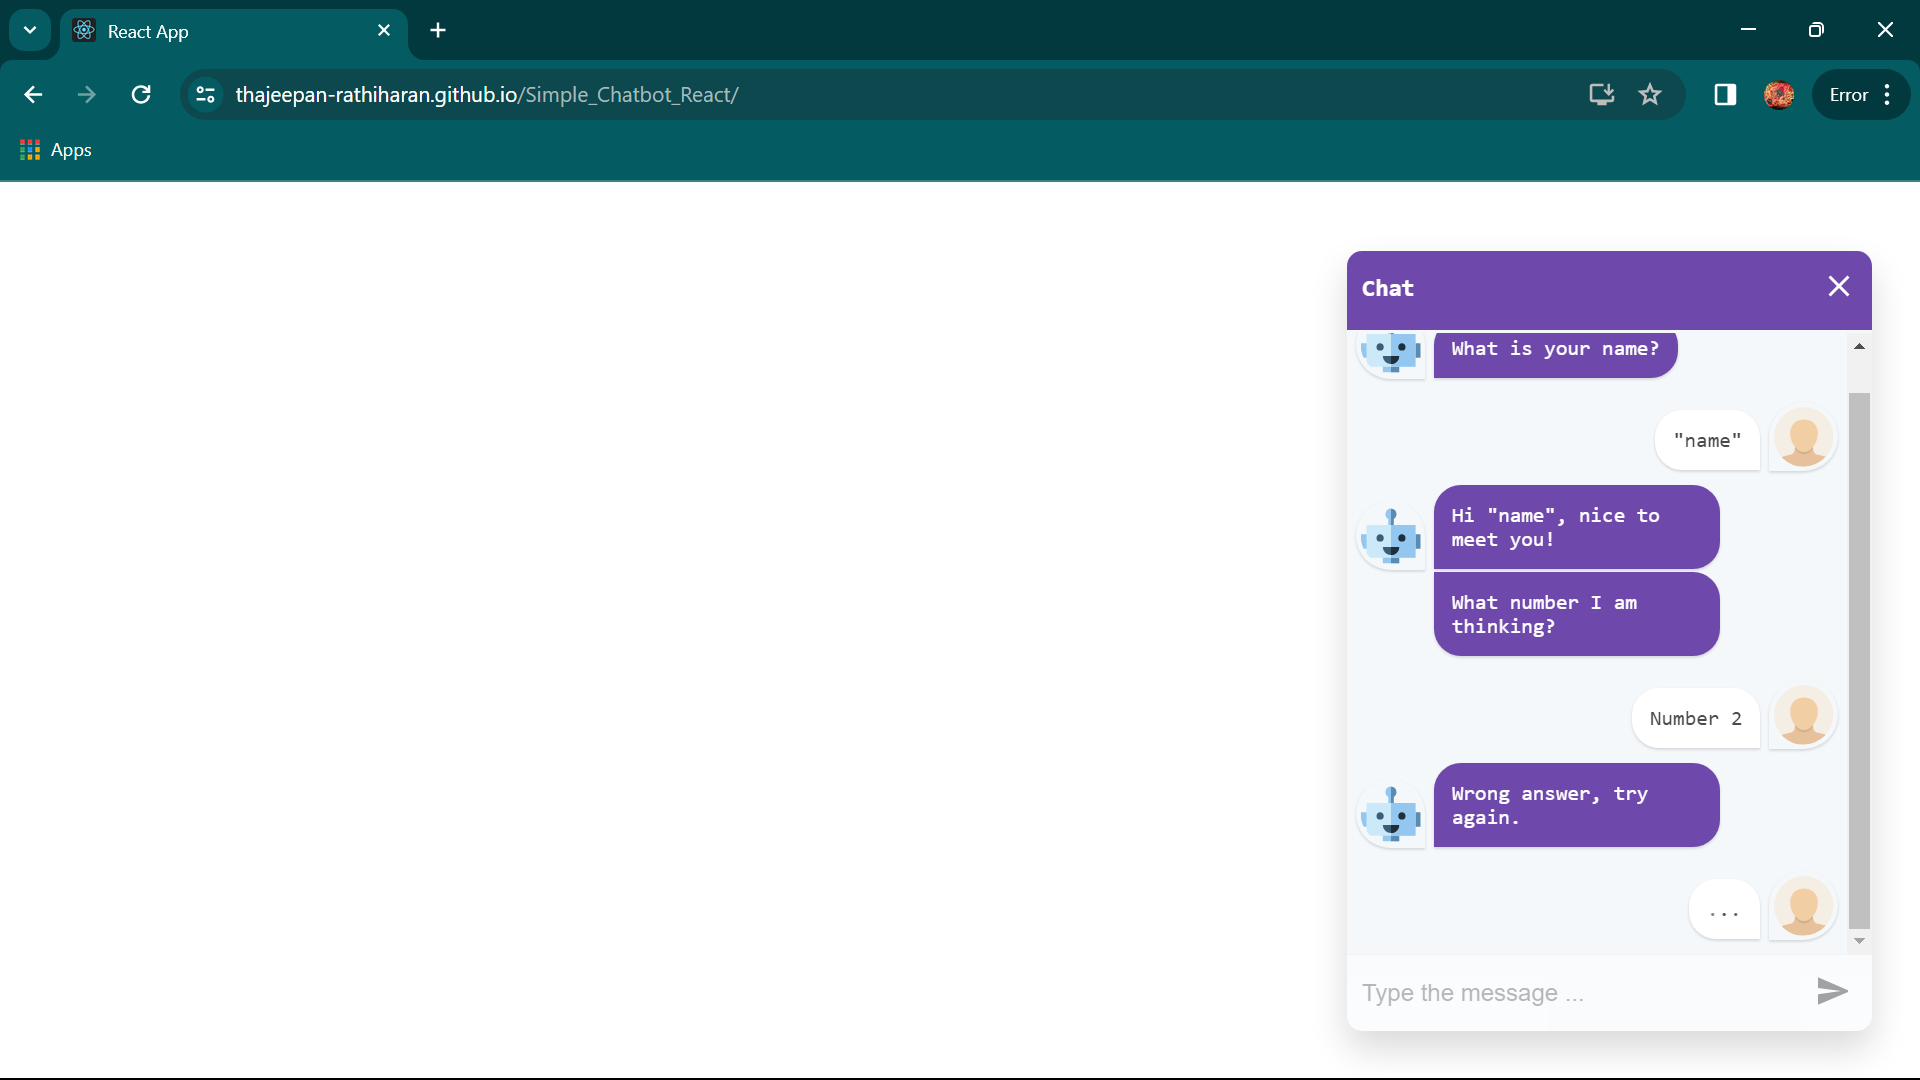 React App
thajeepan-rathiharan.github.io/Simple_Chatbot_React/
Error
Apps
Chat
What is your name?
"name"
Hi "name", nice to
meet you!
What number I am
thinking?
Number 2
Wrong answer, try
again.
...
Type the message ...